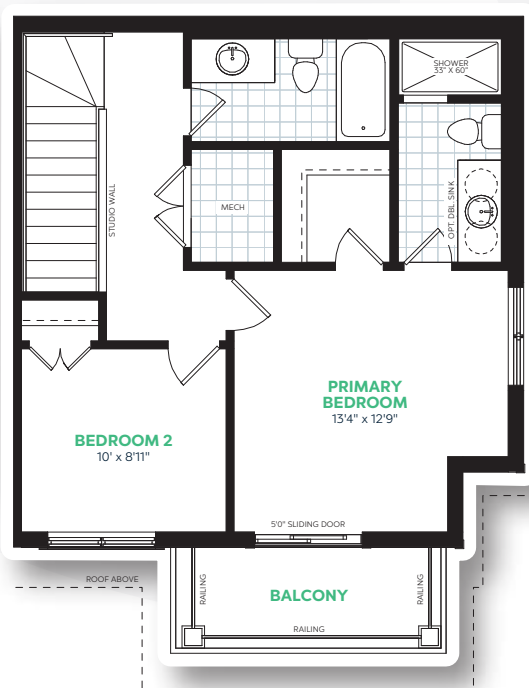 SHOWER
33" X 60"
STUDIO WALL
MECH
OPT. DBL. SINK
PRIMARY
BEDROOM
13'4" x 12'9"
BEDROOM 2
10' x 8'11"
5'0" SLIDING DOOR
ROOF ABOVE
RAILING
BALCONY
RAILING
RAILING